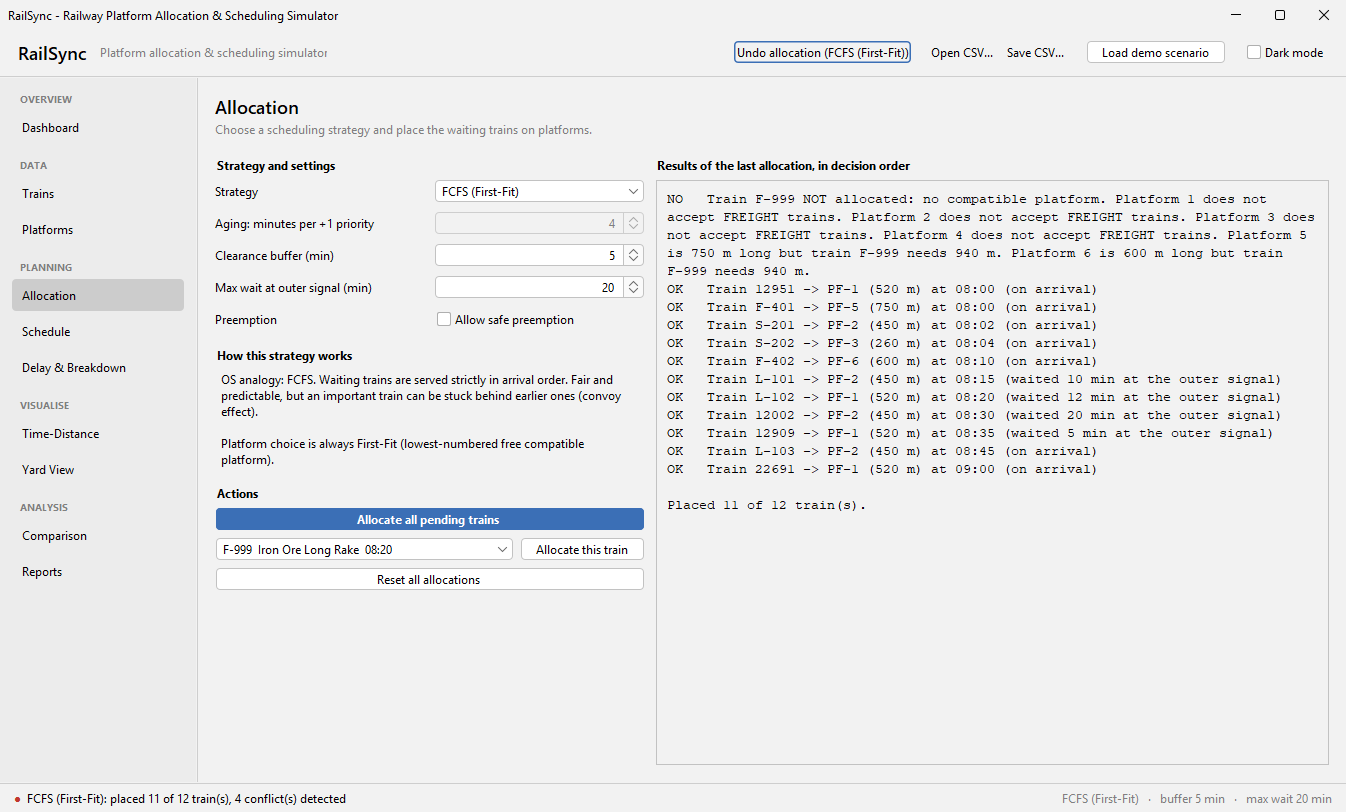 RailSync - Railway Platform Allocation & Scheduling Simulator
RailSync Platform allocation & scheduling simulator
Undo allocation (FCFS (First-Fit)) Open CSV... Save CSV... Load demo scenario Dark mode
OVERVIEW
Dashboard
DATA
Trains
Platforms
PLANNING
Allocation
Schedule
Delay & Breakdown
VISUALISE
Time-Distance
Yard View
ANALYSIS
Comparison
Reports
Allocation
Choose a scheduling strategy and place the waiting trains on platforms.
Strategy and settings
Strategy FCFS (First-Fit)
Aging: minutes per +1 priority 4
Clearance buffer (min) 5
Max wait at outer signal (min) 20
Preemption Allow safe preemption
How this strategy works
OS analogy: FCFS. Waiting trains are served strictly in arrival order. Fair and
predictable, but an important train can be stuck behind earlier ones (convoy
effect).
Platform choice is always First-Fit (lowest-numbered free compatible
platform).
Actions
Allocate all pending trains
F-999 Iron Ore Long Rake 08:20 Allocate this train
Reset all allocations
Results of the last allocation, in decision order
NO Train F-999 NOT allocated: no compatible platform. Platform 1 does not
accept FREIGHT trains. Platform 2 does not accept FREIGHT trains. Platform 3 does
not accept FREIGHT trains. Platform 4 does not accept FREIGHT trains. Platform 5
is 750 m long but train F-999 needs 940 m. Platform 6 is 600 m long but train
F-999 needs 940 m.
OK Train 12951 -> PF-1 (520 m) at 08:00 (on arrival)
OK Train F-401 -> PF-5 (750 m) at 08:00 (on arrival)
OK Train S-201 -> PF-2 (450 m) at 08:02 (on arrival)
OK Train S-202 -> PF-3 (260 m) at 08:04 (on arrival)
OK Train F-402 -> PF-6 (600 m) at 08:10 (on arrival)
OK Train L-101 -> PF-2 (450 m) at 08:15 (waited 10 min at the outer signal)
OK Train L-102 -> PF-1 (520 m) at 08:20 (waited 12 min at the outer signal)
OK Train 12002 -> PF-2 (450 m) at 08:30 (waited 20 min at the outer signal)
OK Train 12909 -> PF-1 (520 m) at 08:35 (waited 5 min at the outer signal)
OK Train L-103 -> PF-2 (450 m) at 08:45 (on arrival)
OK Train 22691 -> PF-1 (520 m) at 09:00 (on arrival)
Placed 11 of 12 train(s).
FCFS (First-Fit): placed 11 of 12 train(s), 4 conflict(s) detected
FCFS (First-Fit) · buffer 5 min · max wait 20 min